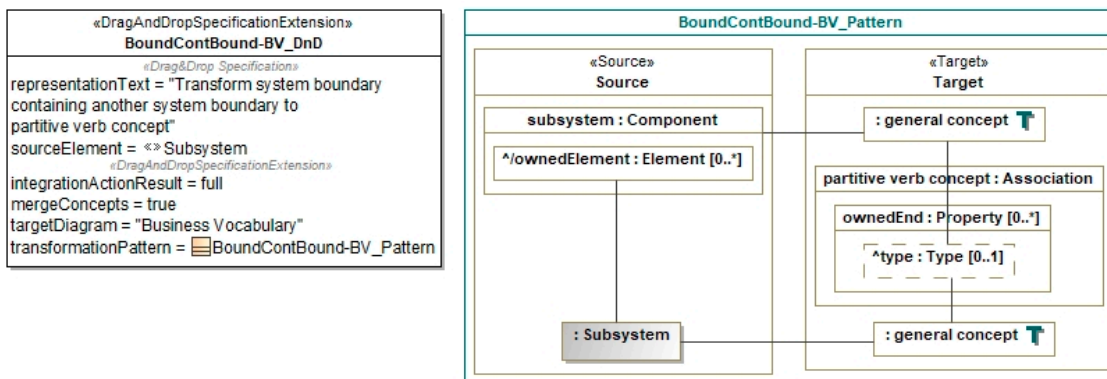 «DragAndDropSpecificationExtension»
BoundContBound-BV_DnD
«Drag&Drop Specification»
representationText = "Transform system boundary
containing another system boundary to
partitive verb concept"
sourceElement = «» Subsystem
«DragAndDropSpecificationExtension»
integrationActionResult = full
mergeConcepts = true
targetDiagram = "Business Vocabulary"
transformationPattern = BoundContBound-BV_Pattern
BoundContBound-BV_Pattern
«Source»
Source
subsystem : Component
^/ownedElement : Element [0..*]
: Subsystem
«Target»
Target
: general concept T
partitive verb concept : Association
ownedEnd : Property [0..*]
^type : Type [0..1]
: general concept T